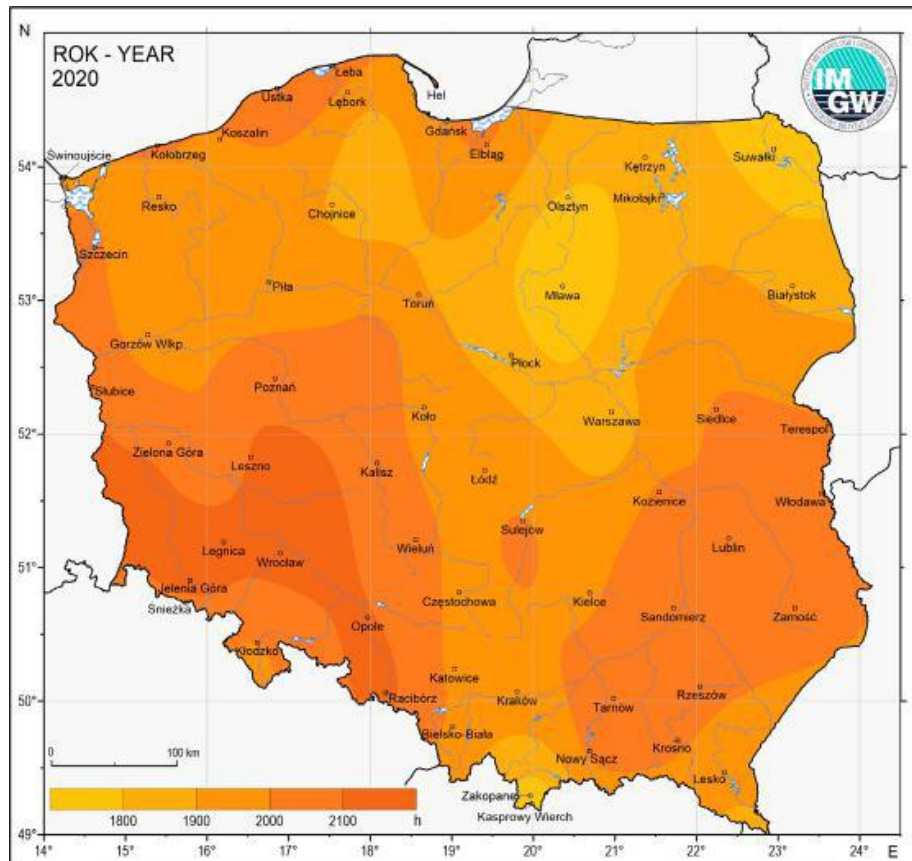 N
ROK - YEAR
2020
IM
GW
Łeba
Ustka
Lębork
Hel
Koszalin
Gdańsk
Elbląg
Świnoujście
Kołobrzeg
54°
Kętrzyn
Suwałki
Resko
Chojnice
Olsztyn
Mikołajki
Szczecin
Piła
Toruń
Mława
Białystok
53°
Gorzów Wlkp.
Płock
Słubice
Poznań
Koło
Warszawa
Siedlce
Terespol
52°
Zielona Góra
Leszno
Kalisz
Łódź
Kozienice
Włodawa
Sulejów
Legnica
Wrocław
Wieluń
Lublin
51°
Jelenia Góra
Śnieżka
Częstochowa
Kielce
Sandomierz
Zamość
Opole
Kłodzko
Katowice
Racibórz
Kraków
Tarnów
Rzeszów
50°
Bielsko-Biała
Nowy Sącz
Krosno
Lesko
0 100 km
Zakopane
Kasprowy Wierch
1800 1900 2000 2100 h
49°
14° 15° 16° 17° 18° 19° 20° 21° 22° 23° 24° E